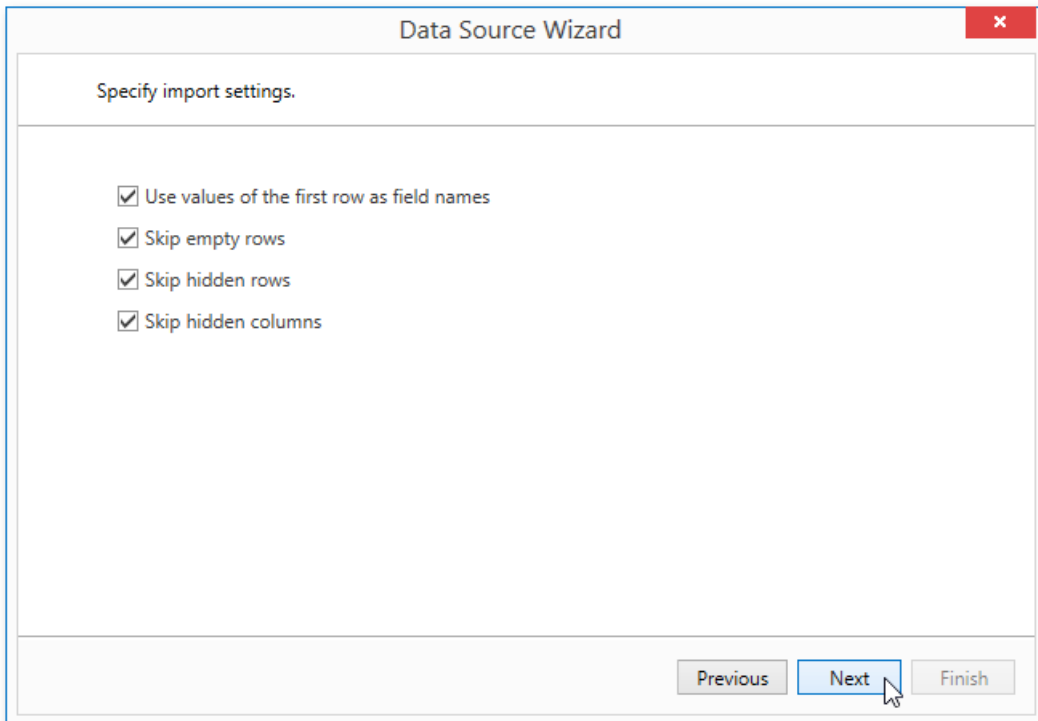 Data Source Wizard
Specify import settings.
Use values of the first row as field names
Skip empty rows
Skip hidden rows
Skip hidden columns
Previous Next Finish